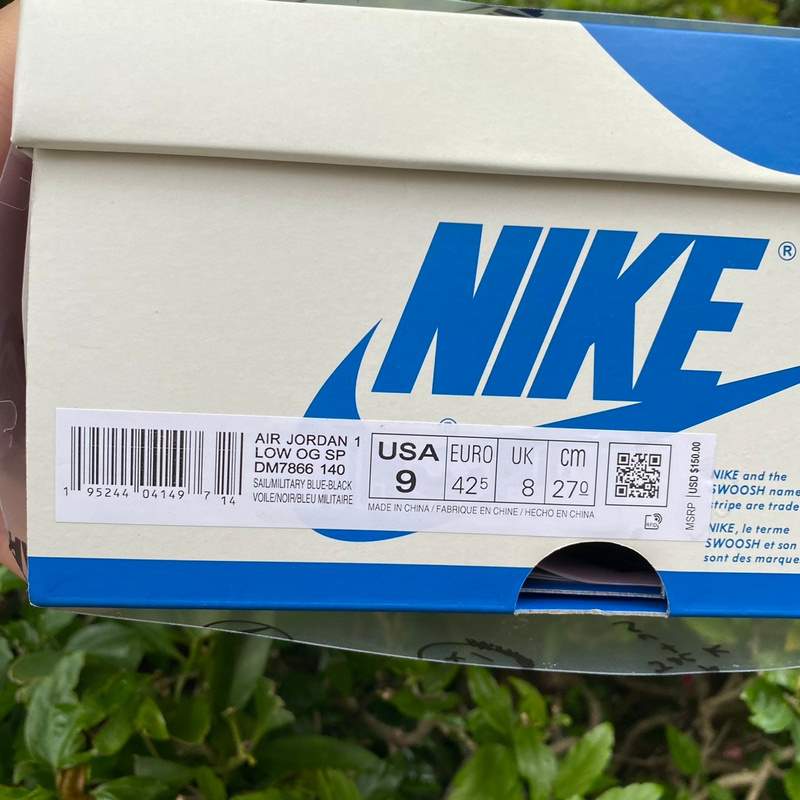 NIKE ®
AIR JORDAN 1
LOW OG SP
DM7866 140
SAIL/MILITARY BLUE-BLACK
VOILE/NOIR/BLEU MILITAIRE
1 95244 04149 7 14
USA
9
EURO
42 5
UK
8
cm
27 0
MADE IN CHINA / FABRIQUE EN CHINE / HECHO EN CHINA
MSRP USD $150.00
NIKE and the
SWOOSH name
stripe are trade
NIKE, le terme
SWOOSH et son
sont des marque